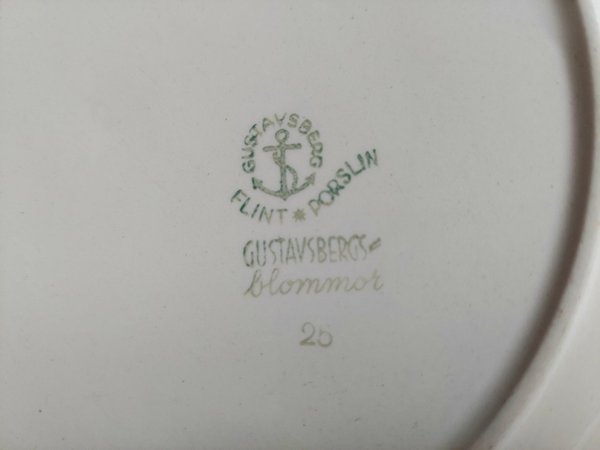 GUSTAVSBERG
FLINT * PORSLIN
GUSTAVSBERGS-
blommor
25